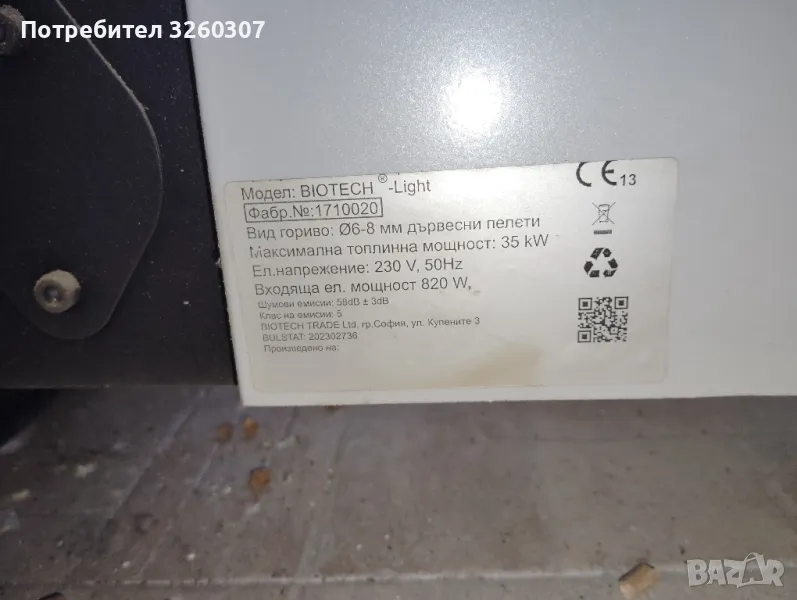 Потребител 3260307
Модел: BIOTECH ® -Light
Фабр.№:1710020
Вид гориво: Ø6-8 мм дървесни пелети
Максимална топлинна мощност: 35 kW
Ел.напрежение: 230 V, 50Hz
Входяща ел. мощност 820 W,
Шумови емисии: 58dB ± 3dB
Клас на емисии: 5
BIOTECH TRADE Ltd. гр.София, ул. Купените 3
BULSTAT: 202302736
Произведено на:
CE 13
BAZAR